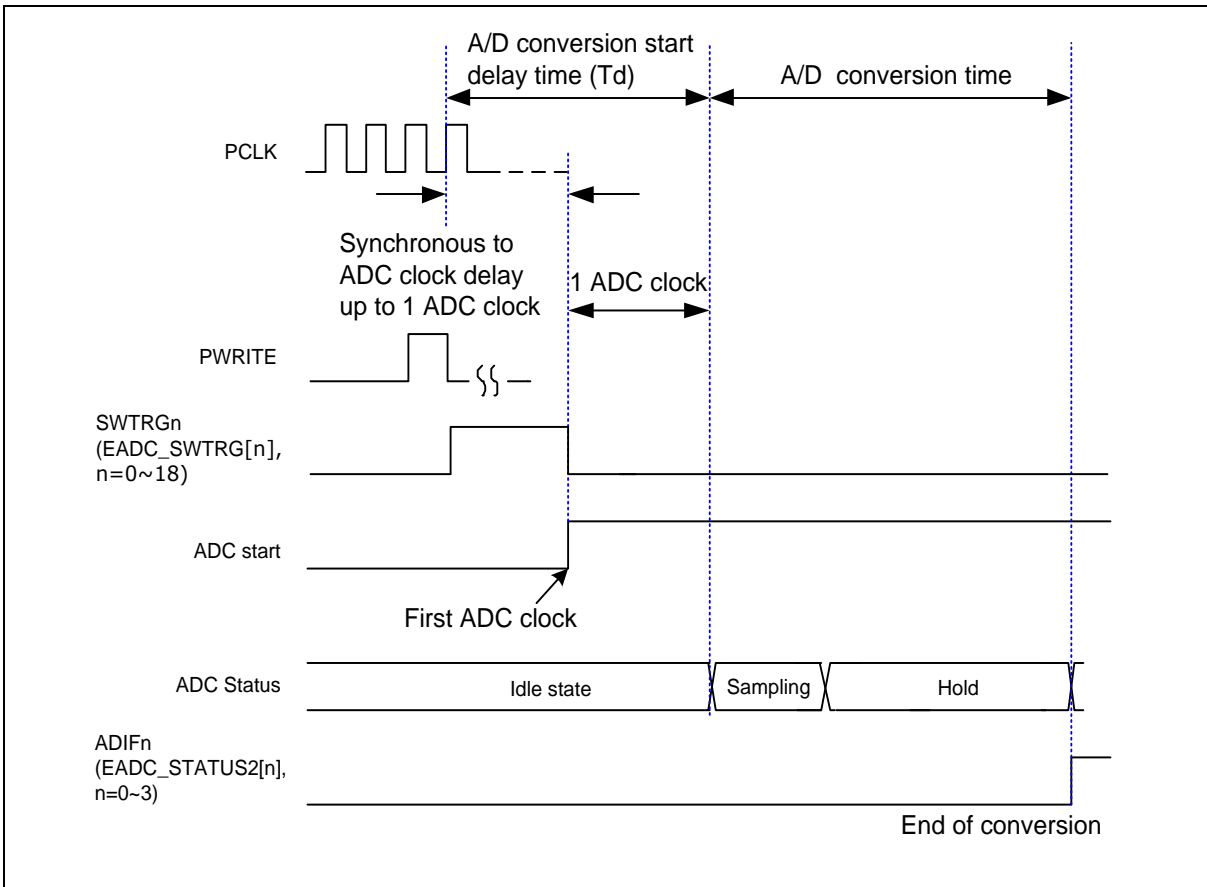 A/D conversion start
delay time (Td)
A/D conversion time
PCLK
Synchronous to
ADC clock delay
up to 1 ADC clock
1 ADC clock
PWRITE
SWTRGn
(EADC_SWTRG[n],
n=0~18)
ADC start
First ADC clock
ADC Status
Idle state
Sampling
Hold
ADIFn
(EADC_STATUS2[n],
n=0~3)
End of conversion